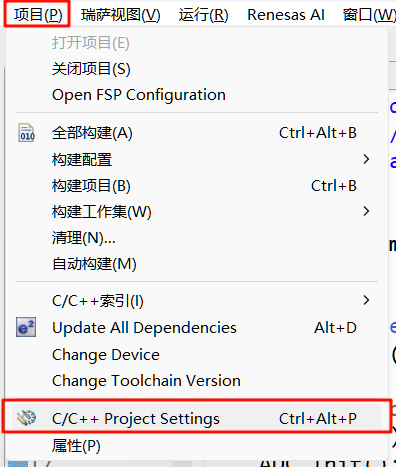 项目(P) 瑞萨视图(V) 运行(R) Renesas AI 窗口(W)
打开项目(E)
关闭项目(S)
Open FSP Configuration
全部构建(A) Ctrl+Alt+B
构建配置
构建项目(B) Ctrl+B
构建工作集(W)
清理(N)...
自动构建(M)
C/C++索引(I)
Update All Dependencies Alt+D
Change Device
Change Toolchain Version
C/C++ Project Settings Ctrl+Alt+P
属性(P)